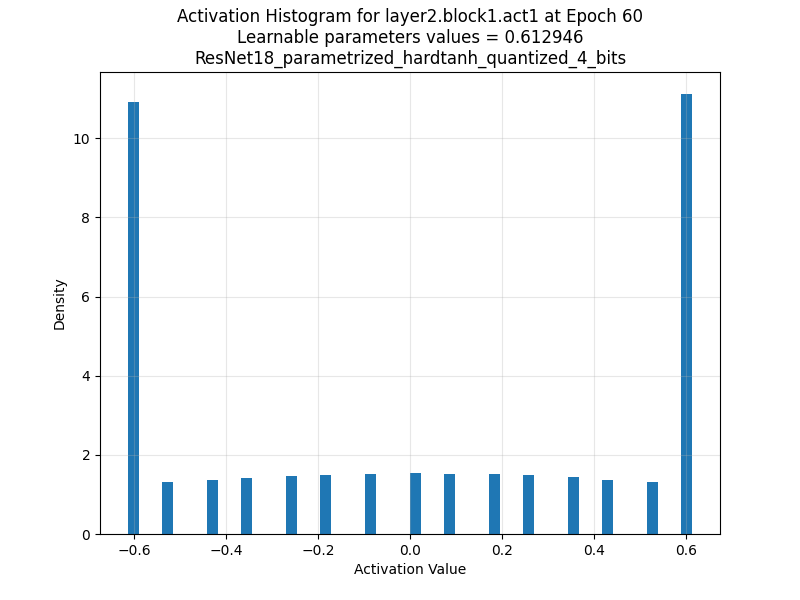 Activation Histogram for layer2.block1.act1 at Epoch 60
Learnable parameters values = 0.612946
ResNet18_parametrized_hardtanh_quantized_4_bits
Density
10
8
6
4
2
0
−0.6 −0.4 −0.2 0.0 0.2 0.4 0.6
Activation Value